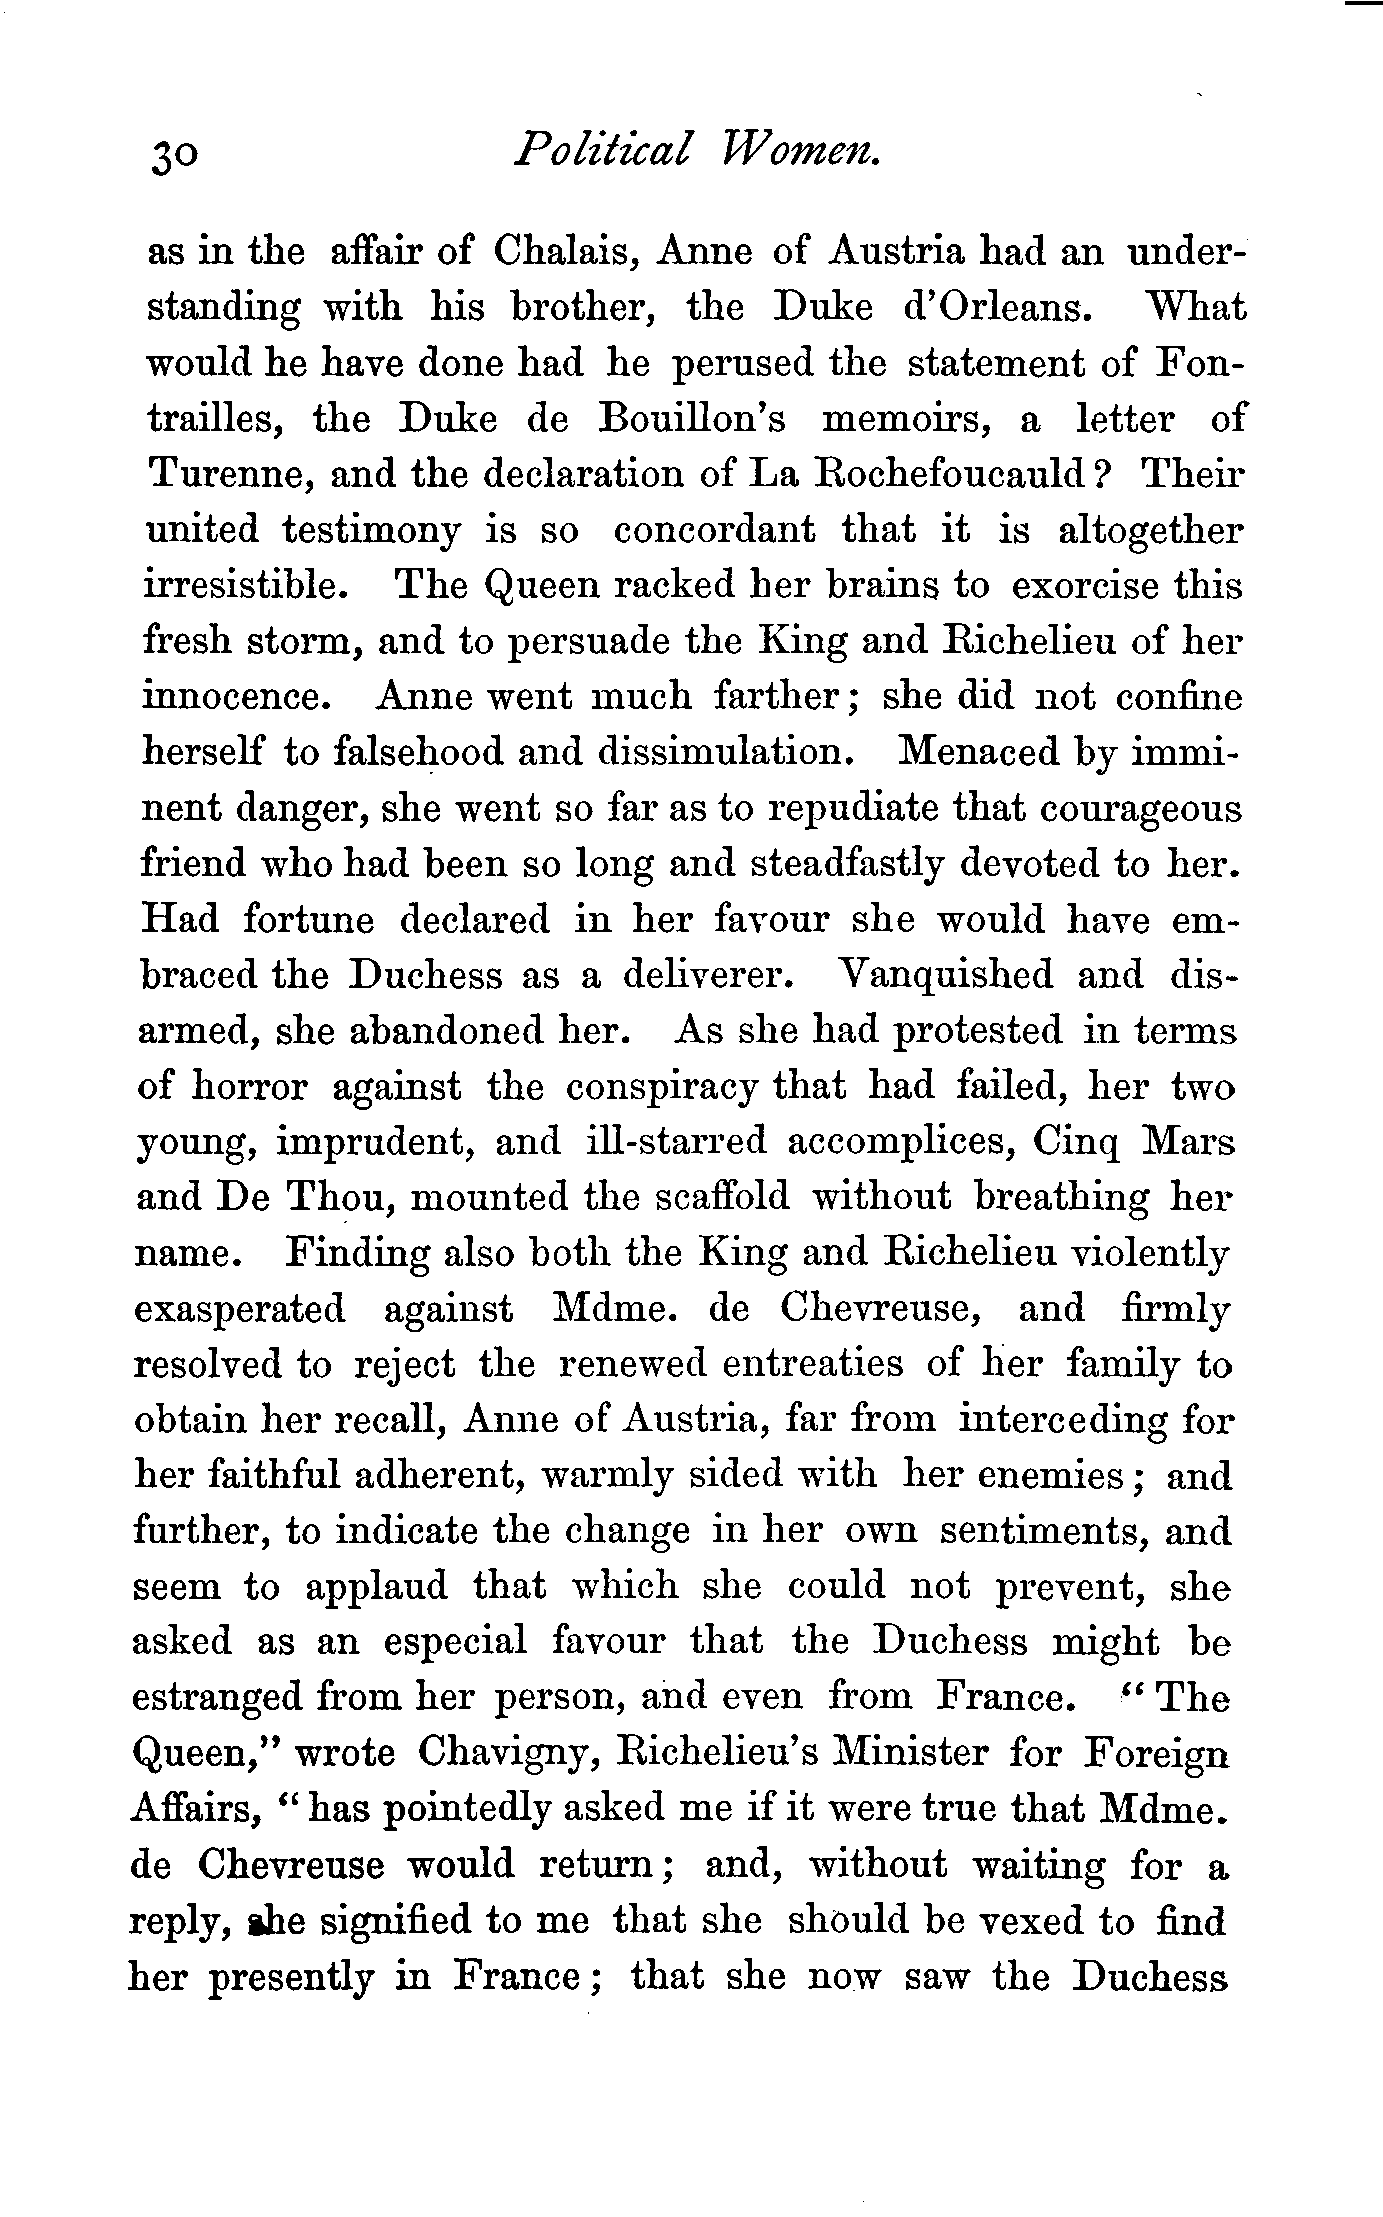 30 Political Women.
as in the affair of Chalais, Anne of Austria had an under-
standing with his brother, the Duke d'Orleans. What
would he have done had he perused the statement of Fon-
trailles, the Duke de Bouillon's memoirs, a letter of
Turenne, and the declaration of La Rochefoucauld? Their
united testimony is so concordant that it is altogether
irresistible. The Queen racked her brains to exorcise this
fresh storm, and to persuade the King and Richelieu of her
innocence. Anne went much farther; she did not confine
herself to falsehood and dissimulation. Menaced by immi-
nent danger, she went so far as to repudiate that courageous
friend who had been so long and steadfastly devoted to her.
Had fortune declared in her favour she would have em-
braced the Duchess as a deliverer. Vanquished and dis-
armed, she abandoned her. As she had protested in terms
of horror against the conspiracy that had failed, her two
young, imprudent, and ill-starred accomplices, Cinq Mars
and De Thou, mounted the scaffold without breathing her
name. Finding also both the King and Richelieu violently
exasperated against Mdme. de Chevreuse, and firmly
resolved to reject the renewed entreaties of her family to
obtain her recall, Anne of Austria, far from interceding for
her faithful adherent, warmly sided with her enemies; and
further, to indicate the change in her own sentiments, and
seem to applaud that which she could not prevent, she
asked as an especial favour that the Duchess might be
estranged from her person, and even from France. "The
Queen," wrote Chavigny, Richelieu's Minister for Foreign
Affairs, "has pointedly asked me if it were true that Mdme.
de Chevreuse would return; and, without waiting for a
reply, she signified to me that she should be vexed to find
her presently in France; that she now saw the Duchess